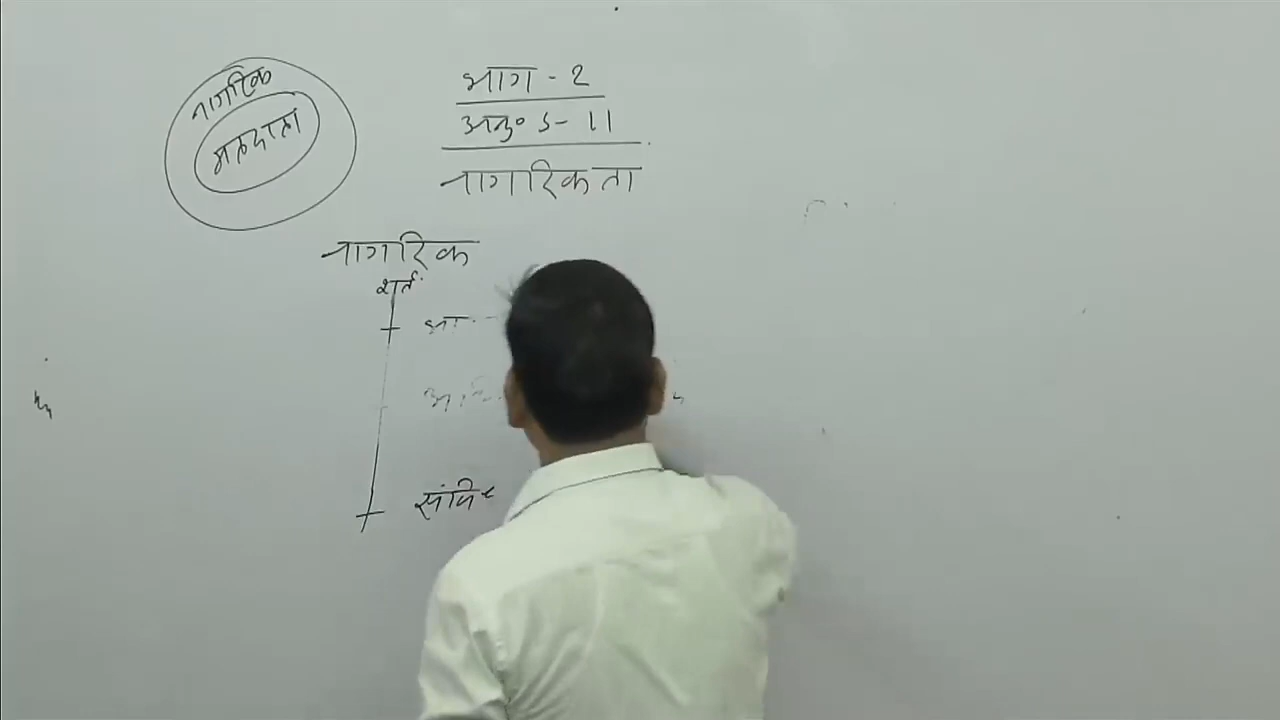 नागरिक
मतदाता
भाग - 2
अनु० 5 - 11
नागरिकता
नागरिक
शर्तें